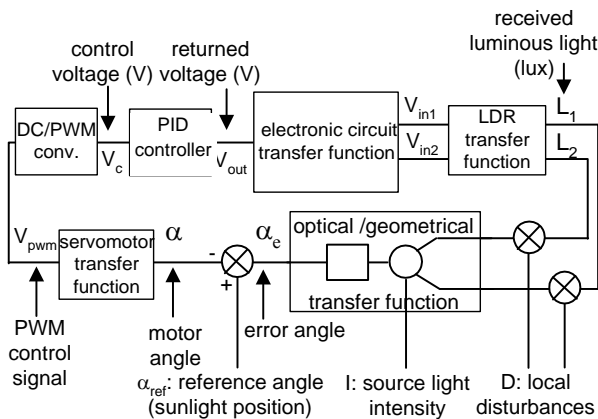 control
voltage (V)
returned
voltage (V)
received
luminous light
(lux)
DC/PWM
conv.
V_c
PID
controller
V_out
electronic circuit
transfer function
V_in1
V_in2
LDR
transfer
function
L_1
L_2
V_pwm
servomotor
transfer
function
α
-
+
α_e
optical /geometrical
transfer function
PWM
control
signal
motor
angle
error angle
α_ref: reference angle
(sunlight position)
I: source light
intensity
D: local
disturbances